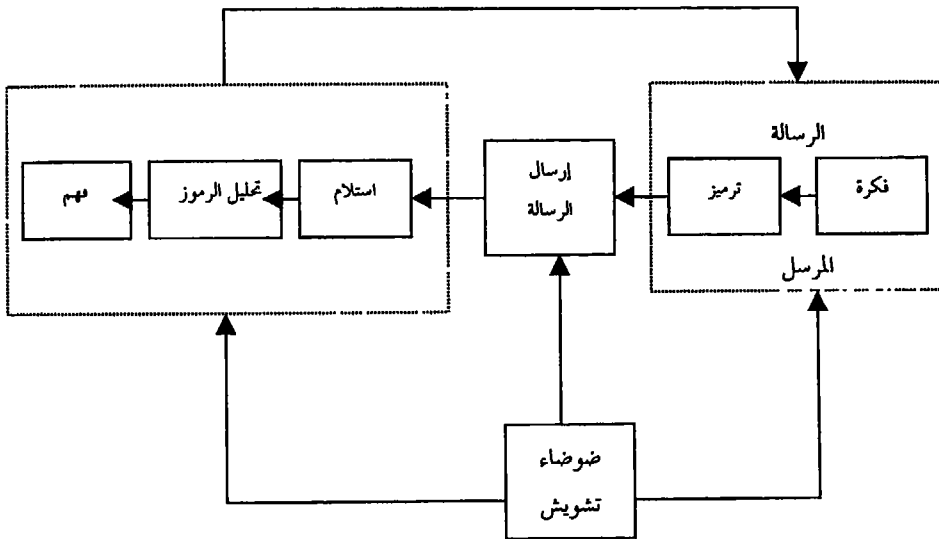 الرسالة
فكرة
ترميز
المرسل
إرسال
الرسالة
استلام
تحليل الرموز
فهم
ضوضاء
تشويش